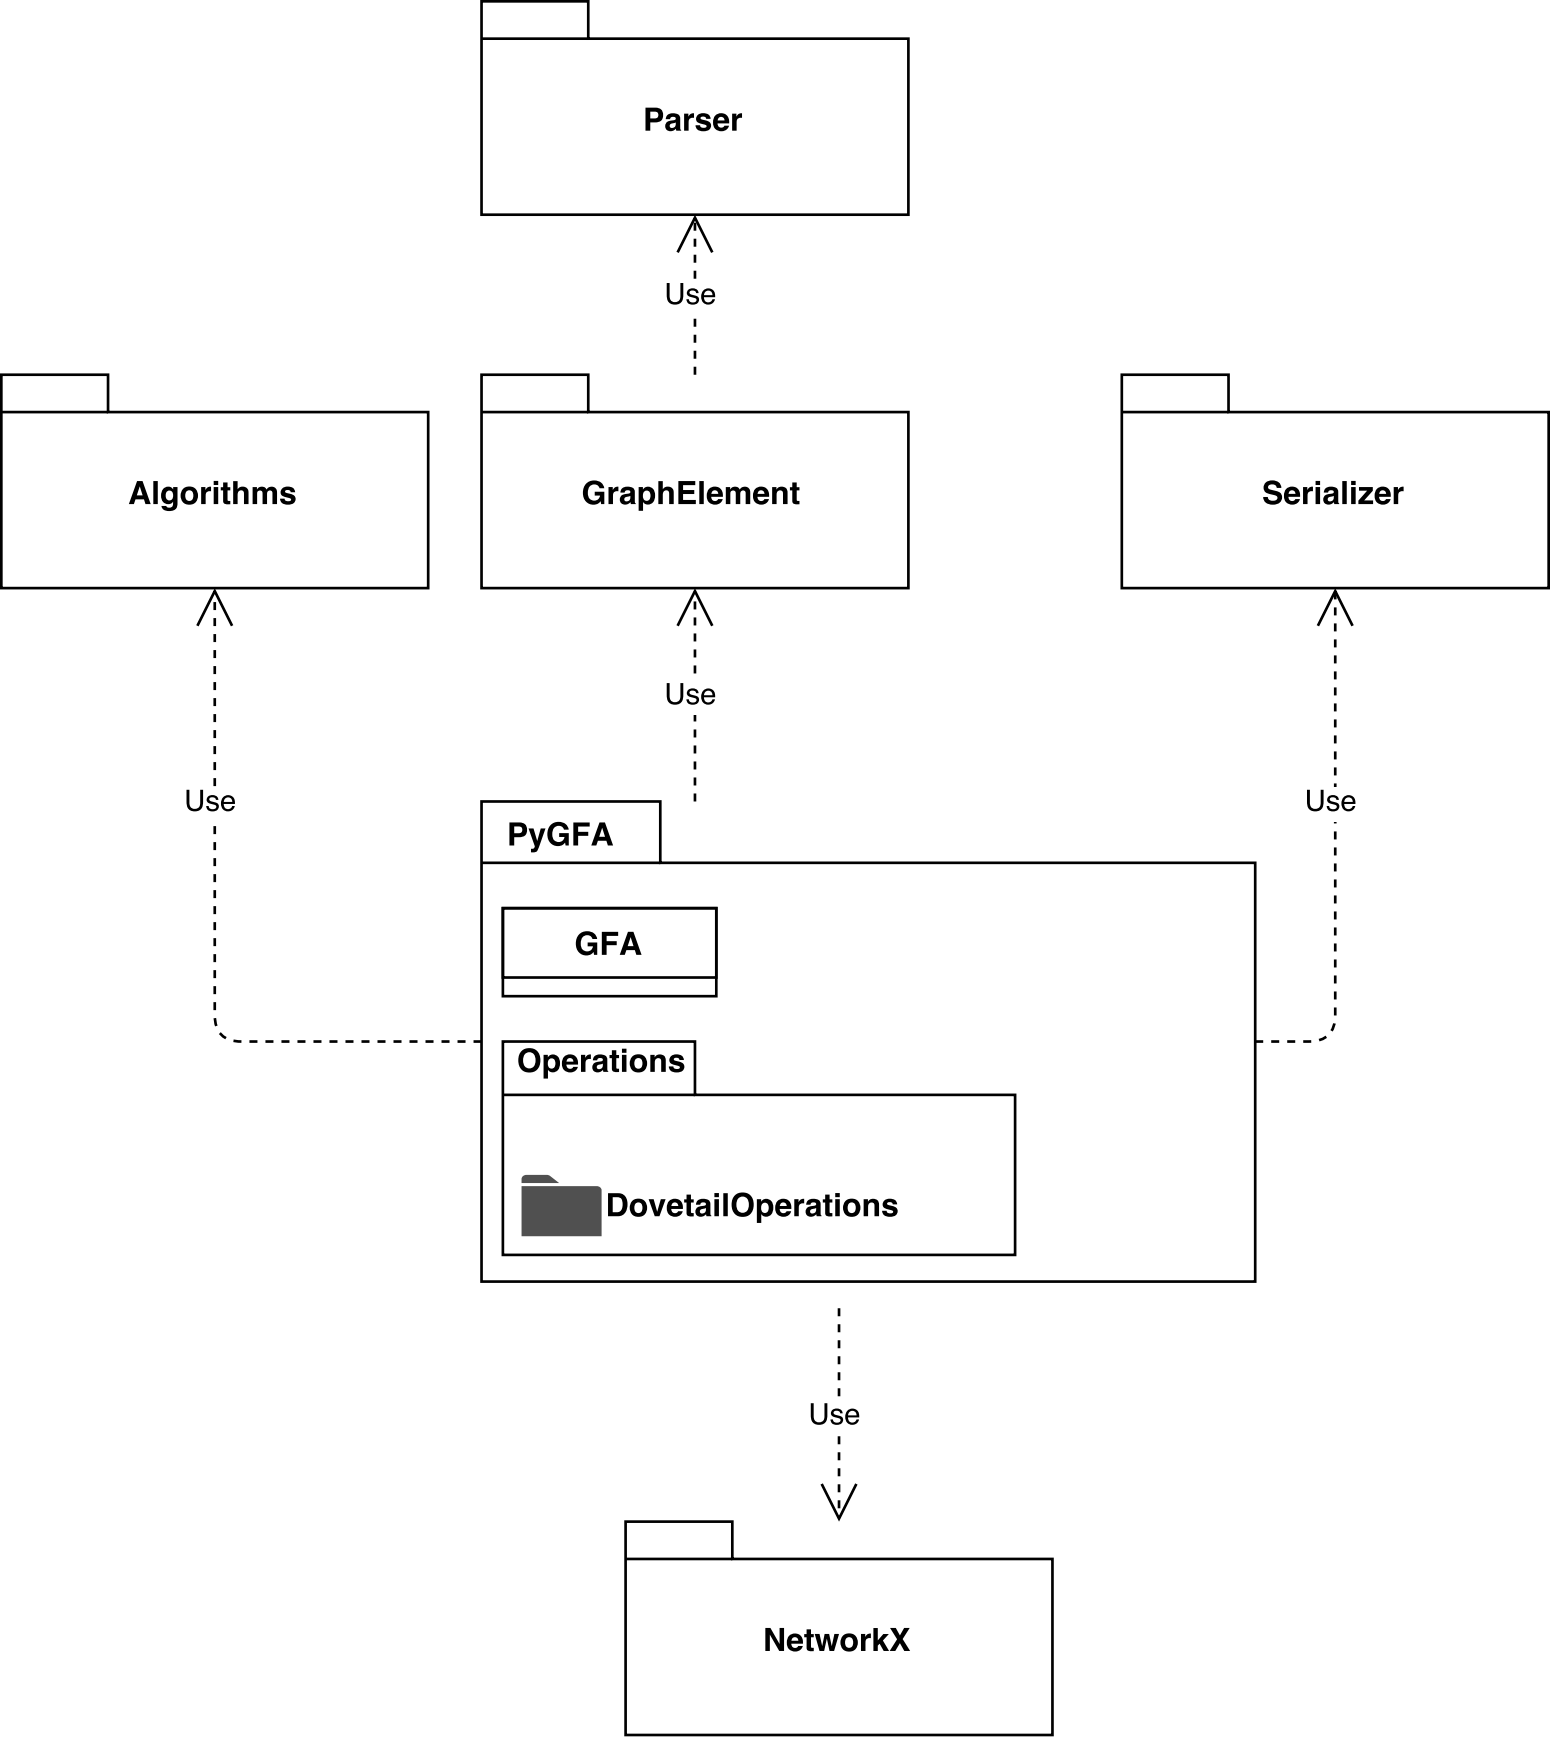 Parser
Use
Algorithms
GraphElement
Serializer
Use
Use
Use
PyGFA
GFA
Operations
DovetailOperations
Use
NetworkX